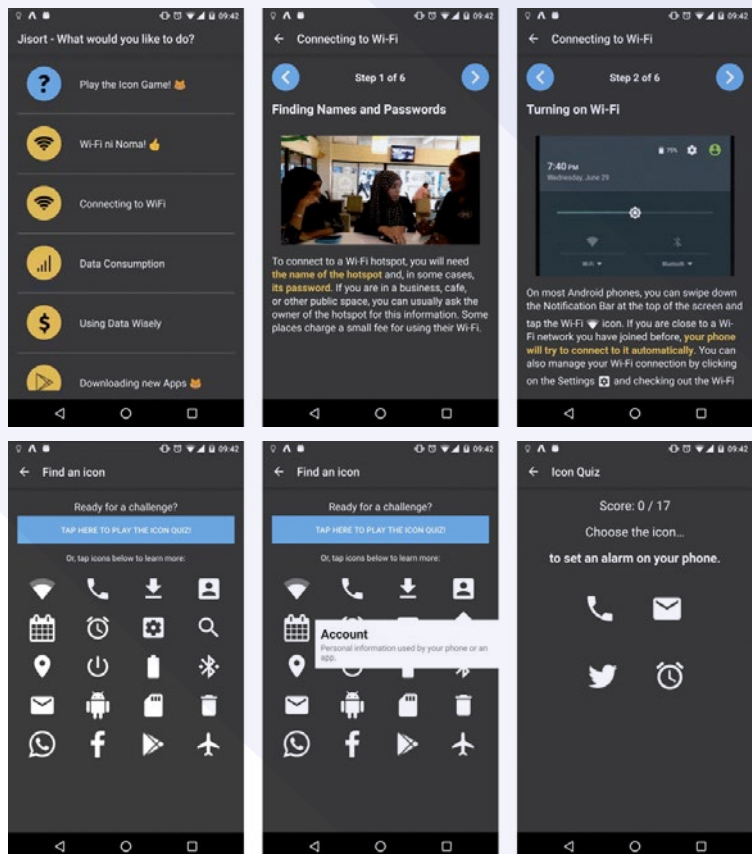 09:42
Jisort - What would you like to do?
Play the Icon Game!
Wi-Fi ni Noma!
Connecting to WiFi
Data Consumption
Using Data Wisely
Downloading new Apps
09:42
Connecting to Wi-Fi
Step 1 of 6
Finding Names and Passwords
To connect to a Wi-Fi hotspot, you will need
the name of the hotspot and, in some cases,
its password. If you are in a business, cafe,
or other public space, you can usually ask the
owner of the hotspot for this information. Some
places charge a small fee for using their Wi-Fi.
09:42
Connecting to Wi-Fi
Step 2 of 6
Turning on Wi-Fi
75%
7:40 PM
Wednesday, June 29
Wi-Fi
Bluetooth
On most Android phones, you can swipe down
the Notification Bar at the top of the screen and
tap the Wi-Fi icon. If you are close to a Wi-
Fi network you have joined before, your phone
will try to connect to it automatically. You can
also manage your Wi-Fi connection by clicking
on the Settings and checking out the Wi-Fi
09:42
Find an icon
Ready for a challenge?
TAP HERE TO PLAY THE ICON QUIZ!
Or, tap icons below to learn more:
09:42
Find an icon
Ready for a challenge?
TAP HERE TO PLAY THE ICON QUIZ!
Or, tap icons below to learn more:
Account
Personal information used by your phone or an
app.
09:42
Icon Quiz
Score: 0 / 17
Choose the icon...
to set an alarm on your phone.